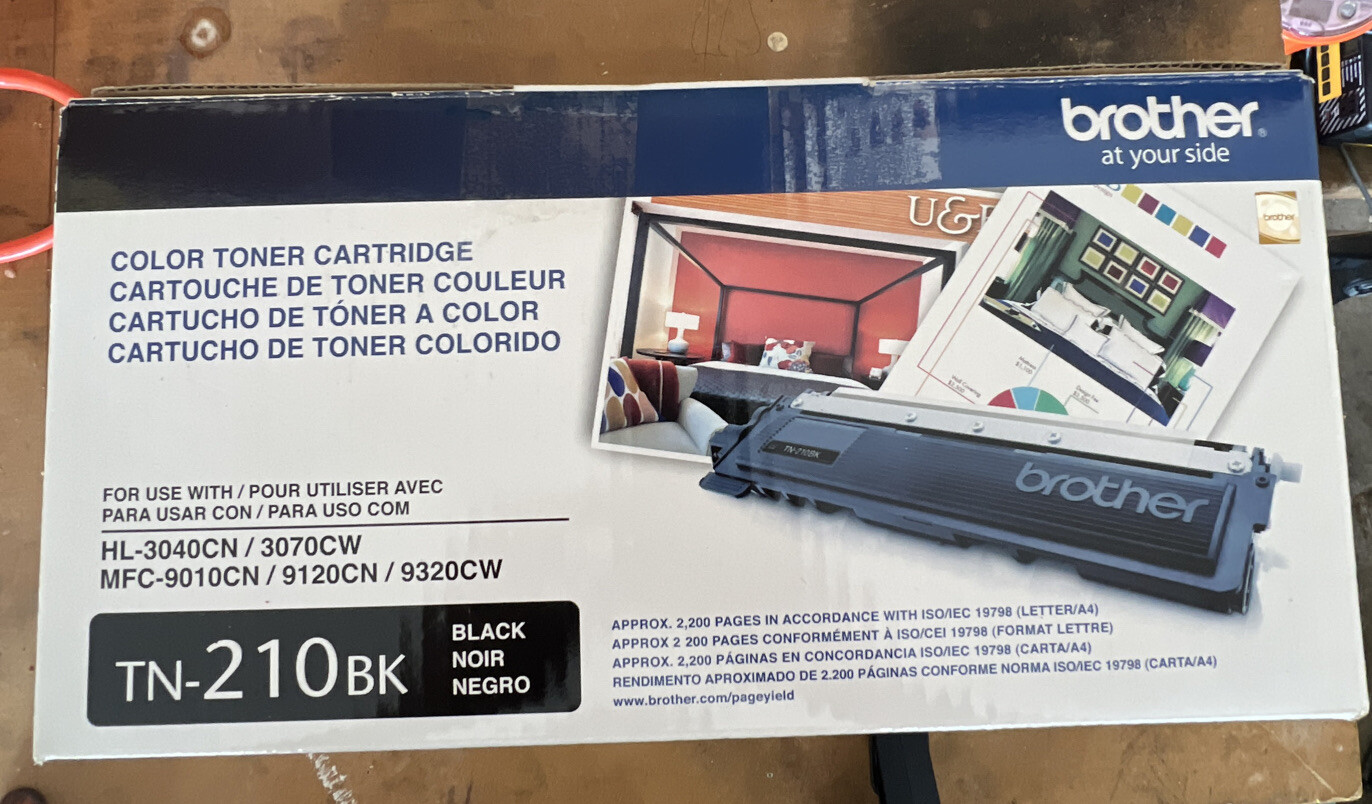 brother
at your side
brother
U&
COLOR TONER CARTRIDGE
CARTOUCHE DE TONER COULEUR
CARTUCHO DE TÓNER A COLOR
CARTUCHO DE TONER COLORIDO
TN-210BK
brother
FOR USE WITH / POUR UTILISER AVEC
PARA USAR CON / PARA USO COM
HL-3040CN / 3070CW
MFC-9010CN / 9120CN / 9320CW
TN-210BK
BLACK
NOIR
NEGRO
APPROX. 2,200 PAGES IN ACCORDANCE WITH ISO/IEC 19798 (LETTER/A4)
APPROX 2 200 PAGES CONFORMÉMENT À ISO/CEI 19798 (FORMAT LETTRE)
APPROX. 2,200 PÁGINAS EN CONCORDANCIA ISO/IEC 19798 (CARTA/A4)
RENDIMENTO APROXIMADO DE 2.200 PÁGINAS CONFORME NORMA ISO/IEC 19798 (CARTA/A4)
www.brother.com/pageyield